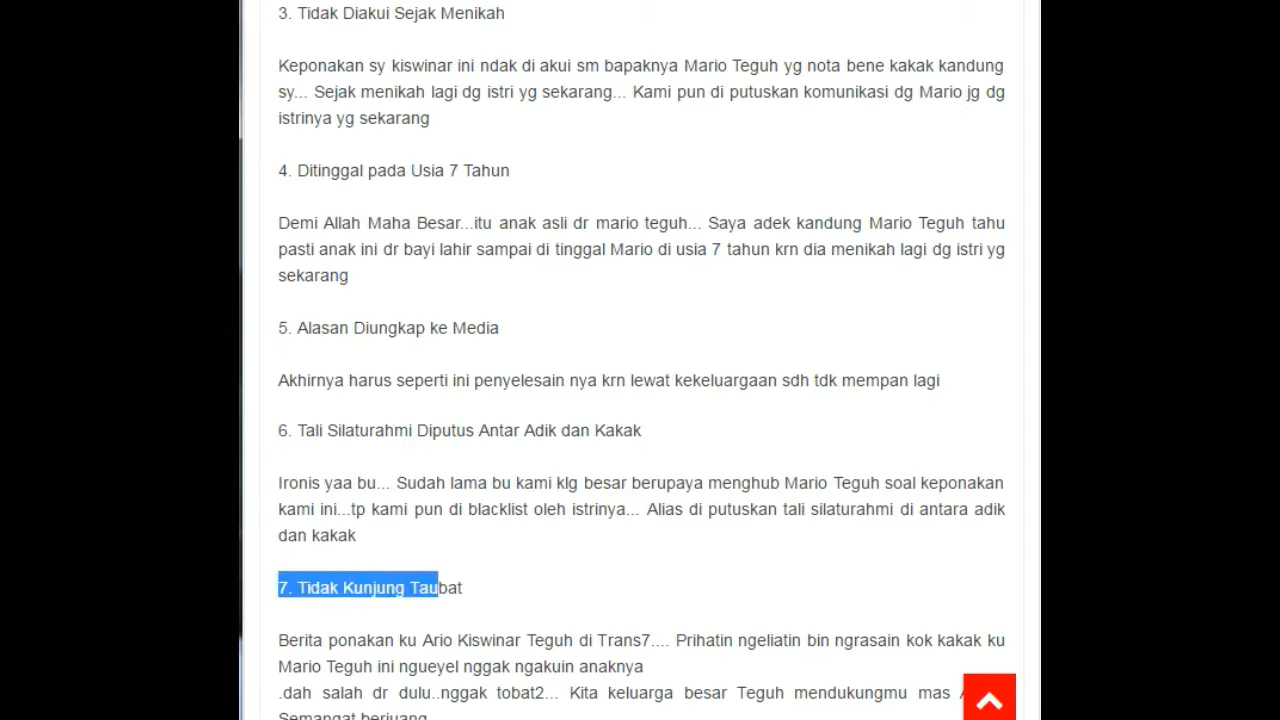 3. Tidak Diakui Sejak Menikah
Keponakan sy kiswinar ini ndak di akui sm bapaknya Mario Teguh yg nota bene kakak kandung
sy... Sejak menikah lagi dg istri yg sekarang... Kami pun di putuskan komunikasi dg Mario jg dg
istrinya yg sekarang
4. Ditinggal pada Usia 7 Tahun
Demi Allah Maha Besar...itu anak asli dr mario teguh... Saya adek kandung Mario Teguh tahu
pasti anak ini dr bayi lahir sampai di tinggal Mario di usia 7 tahun krn dia menikah lagi dg istri yg
sekarang
5. Alasan Diungkap ke Media
Akhirnya harus seperti ini penyelesain nya krn lewat kekeluargaan sdh tdk mempan lagi
6. Tali Silaturahmi Diputus Antar Adik dan Kakak
Ironis yaa bu... Sudah lama bu kami klg besar berupaya menghub Mario Teguh soal keponakan
kami ini...tp kami pun di blacklist oleh istrinya... Alias di putuskan tali silaturahmi di antara adik
dan kakak
7. Tidak Kunjung Taubat
Berita ponakan ku Ario Kiswinar Teguh di Trans7.... Prihatin ngeliatin bin ngrasain kok kakak ku
Mario Teguh ini ngueyel nggak ngakuin anaknya
.dah salah dr dulu..nggak tobat2... Kita keluarga besar Teguh mendukungmu mas
Semangat berjuang